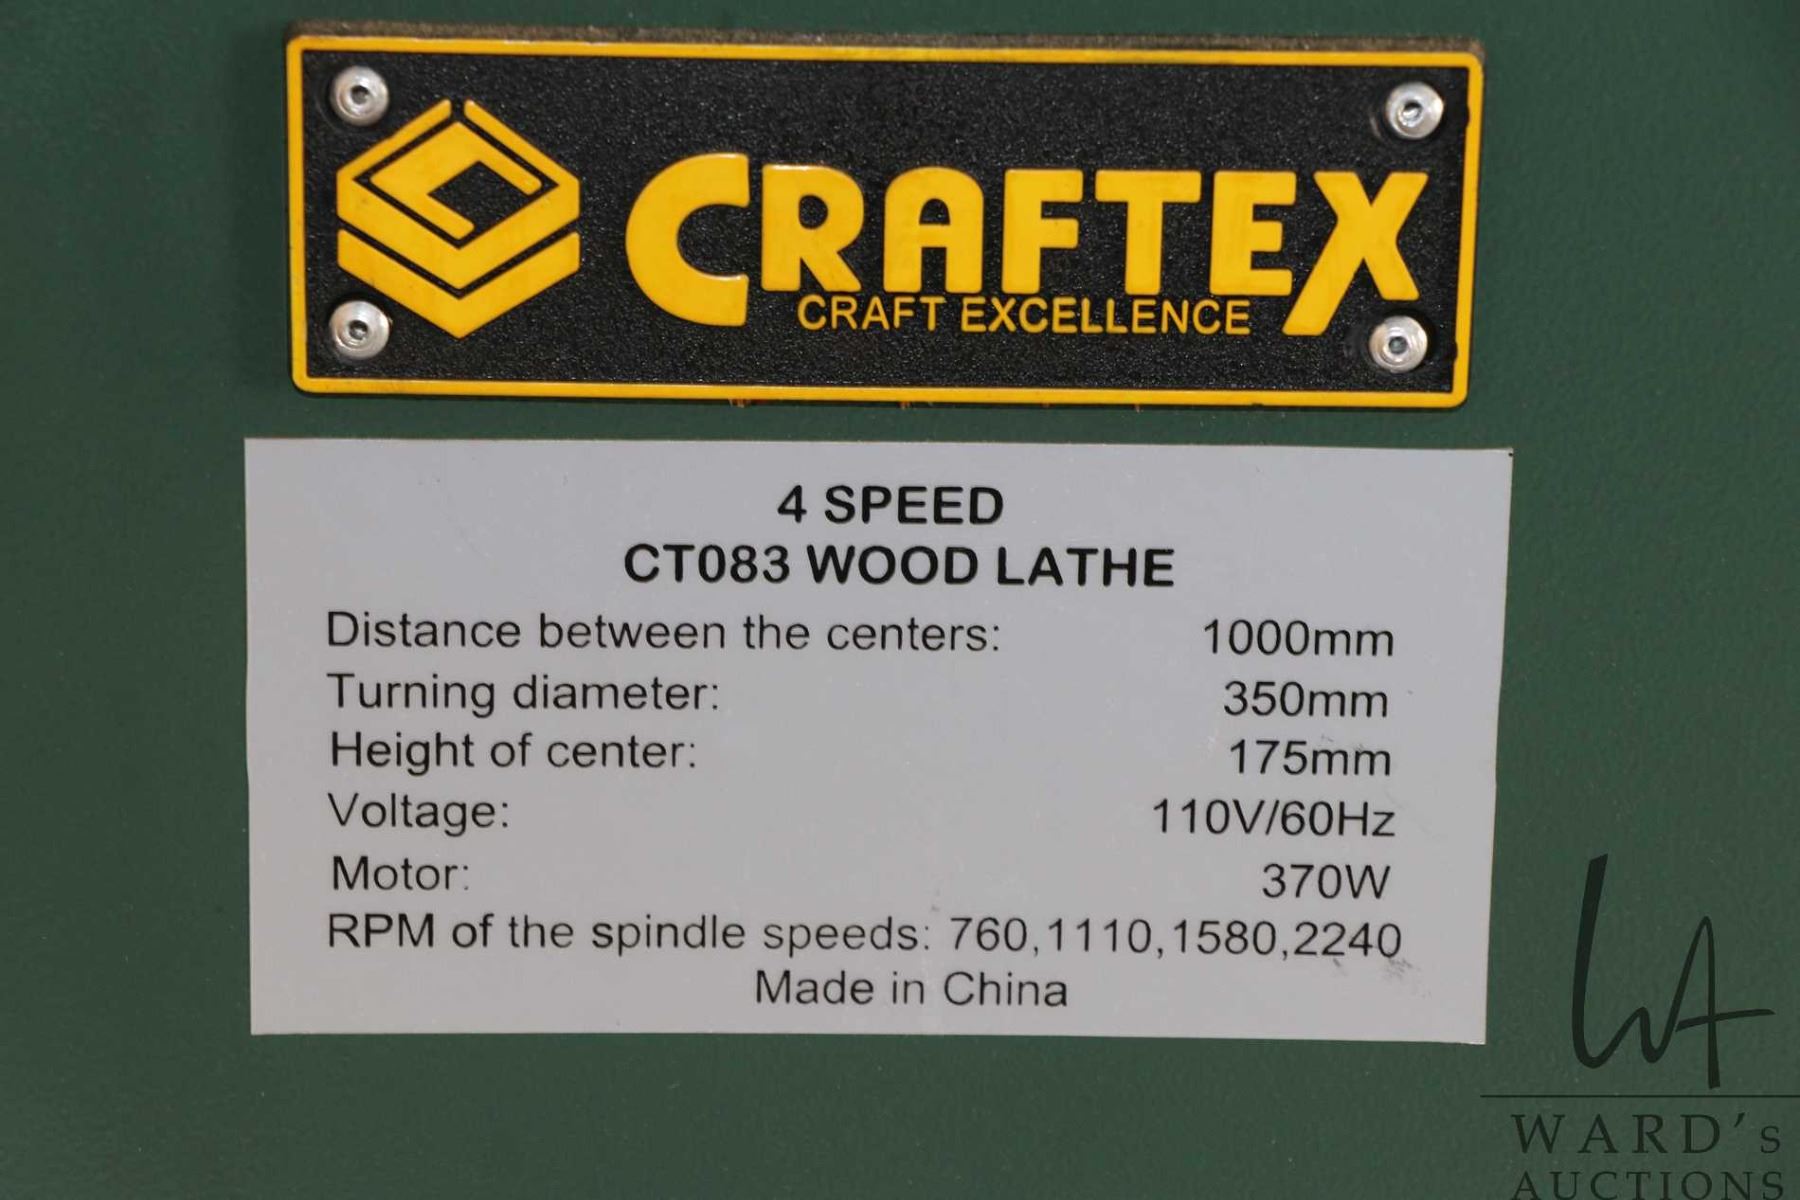 CRAFTEX
CRAFT EXCELLENCE
4 SPEED
CT083 WOOD LATHE
Distance between the centers: 1000mm
Turning diameter: 350mm
Height of center: 175mm
Voltage: 110V/60Hz
Motor: 370W
RPM of the spindle speeds: 760,1110,1580,2240
Made in China
WA
WARD's
AUCTIONS